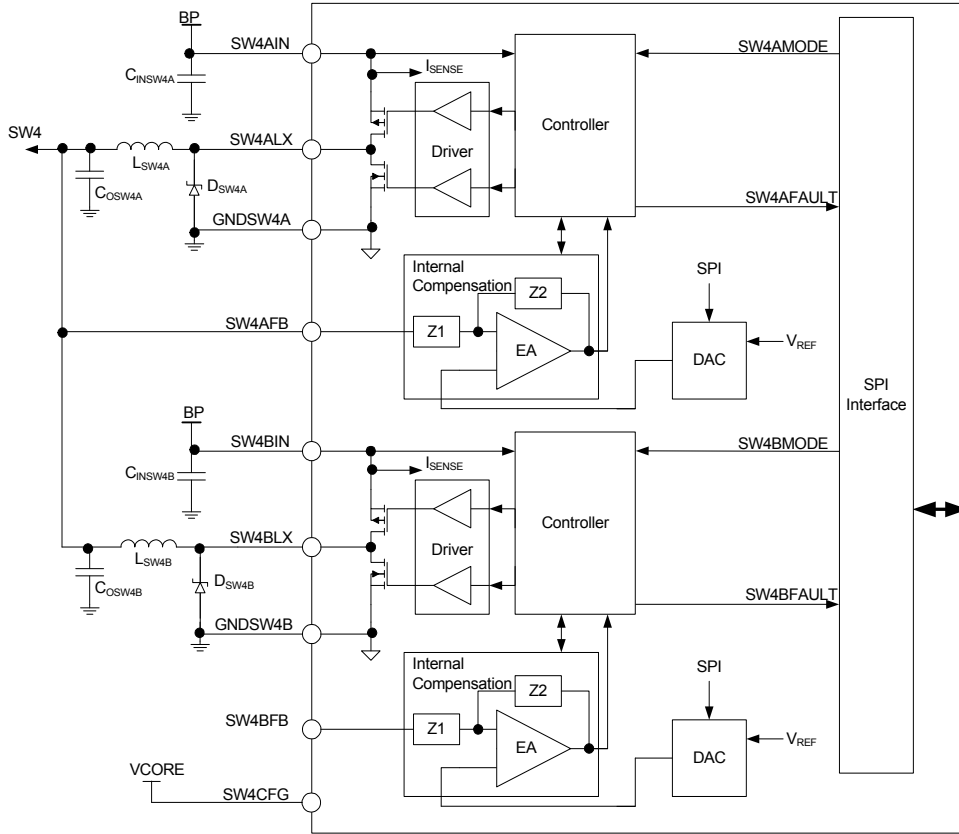 BP
SW4AIN
SW4AMODE
CINSW4A
ISENSE
Controller
SW4
SW4ALX
LSW4A
Driver
COSW4A
DSW4A
SW4AFAULT
GNDSW4A
Internal
Compensation
SPI
Z2
SW4AFB
Z1
EA
DAC
VREF
SPI
Interface
BP
SW4BIN
SW4BMODE
CINSW4B
ISENSE
Controller
SW4BLX
LSW4B
Driver
COSW4B
DSW4B
SW4BFAULT
GNDSW4B
Internal
Compensation
SPI
Z2
SW4BFB
Z1
EA
DAC
VREF
VCORE
SW4CFG